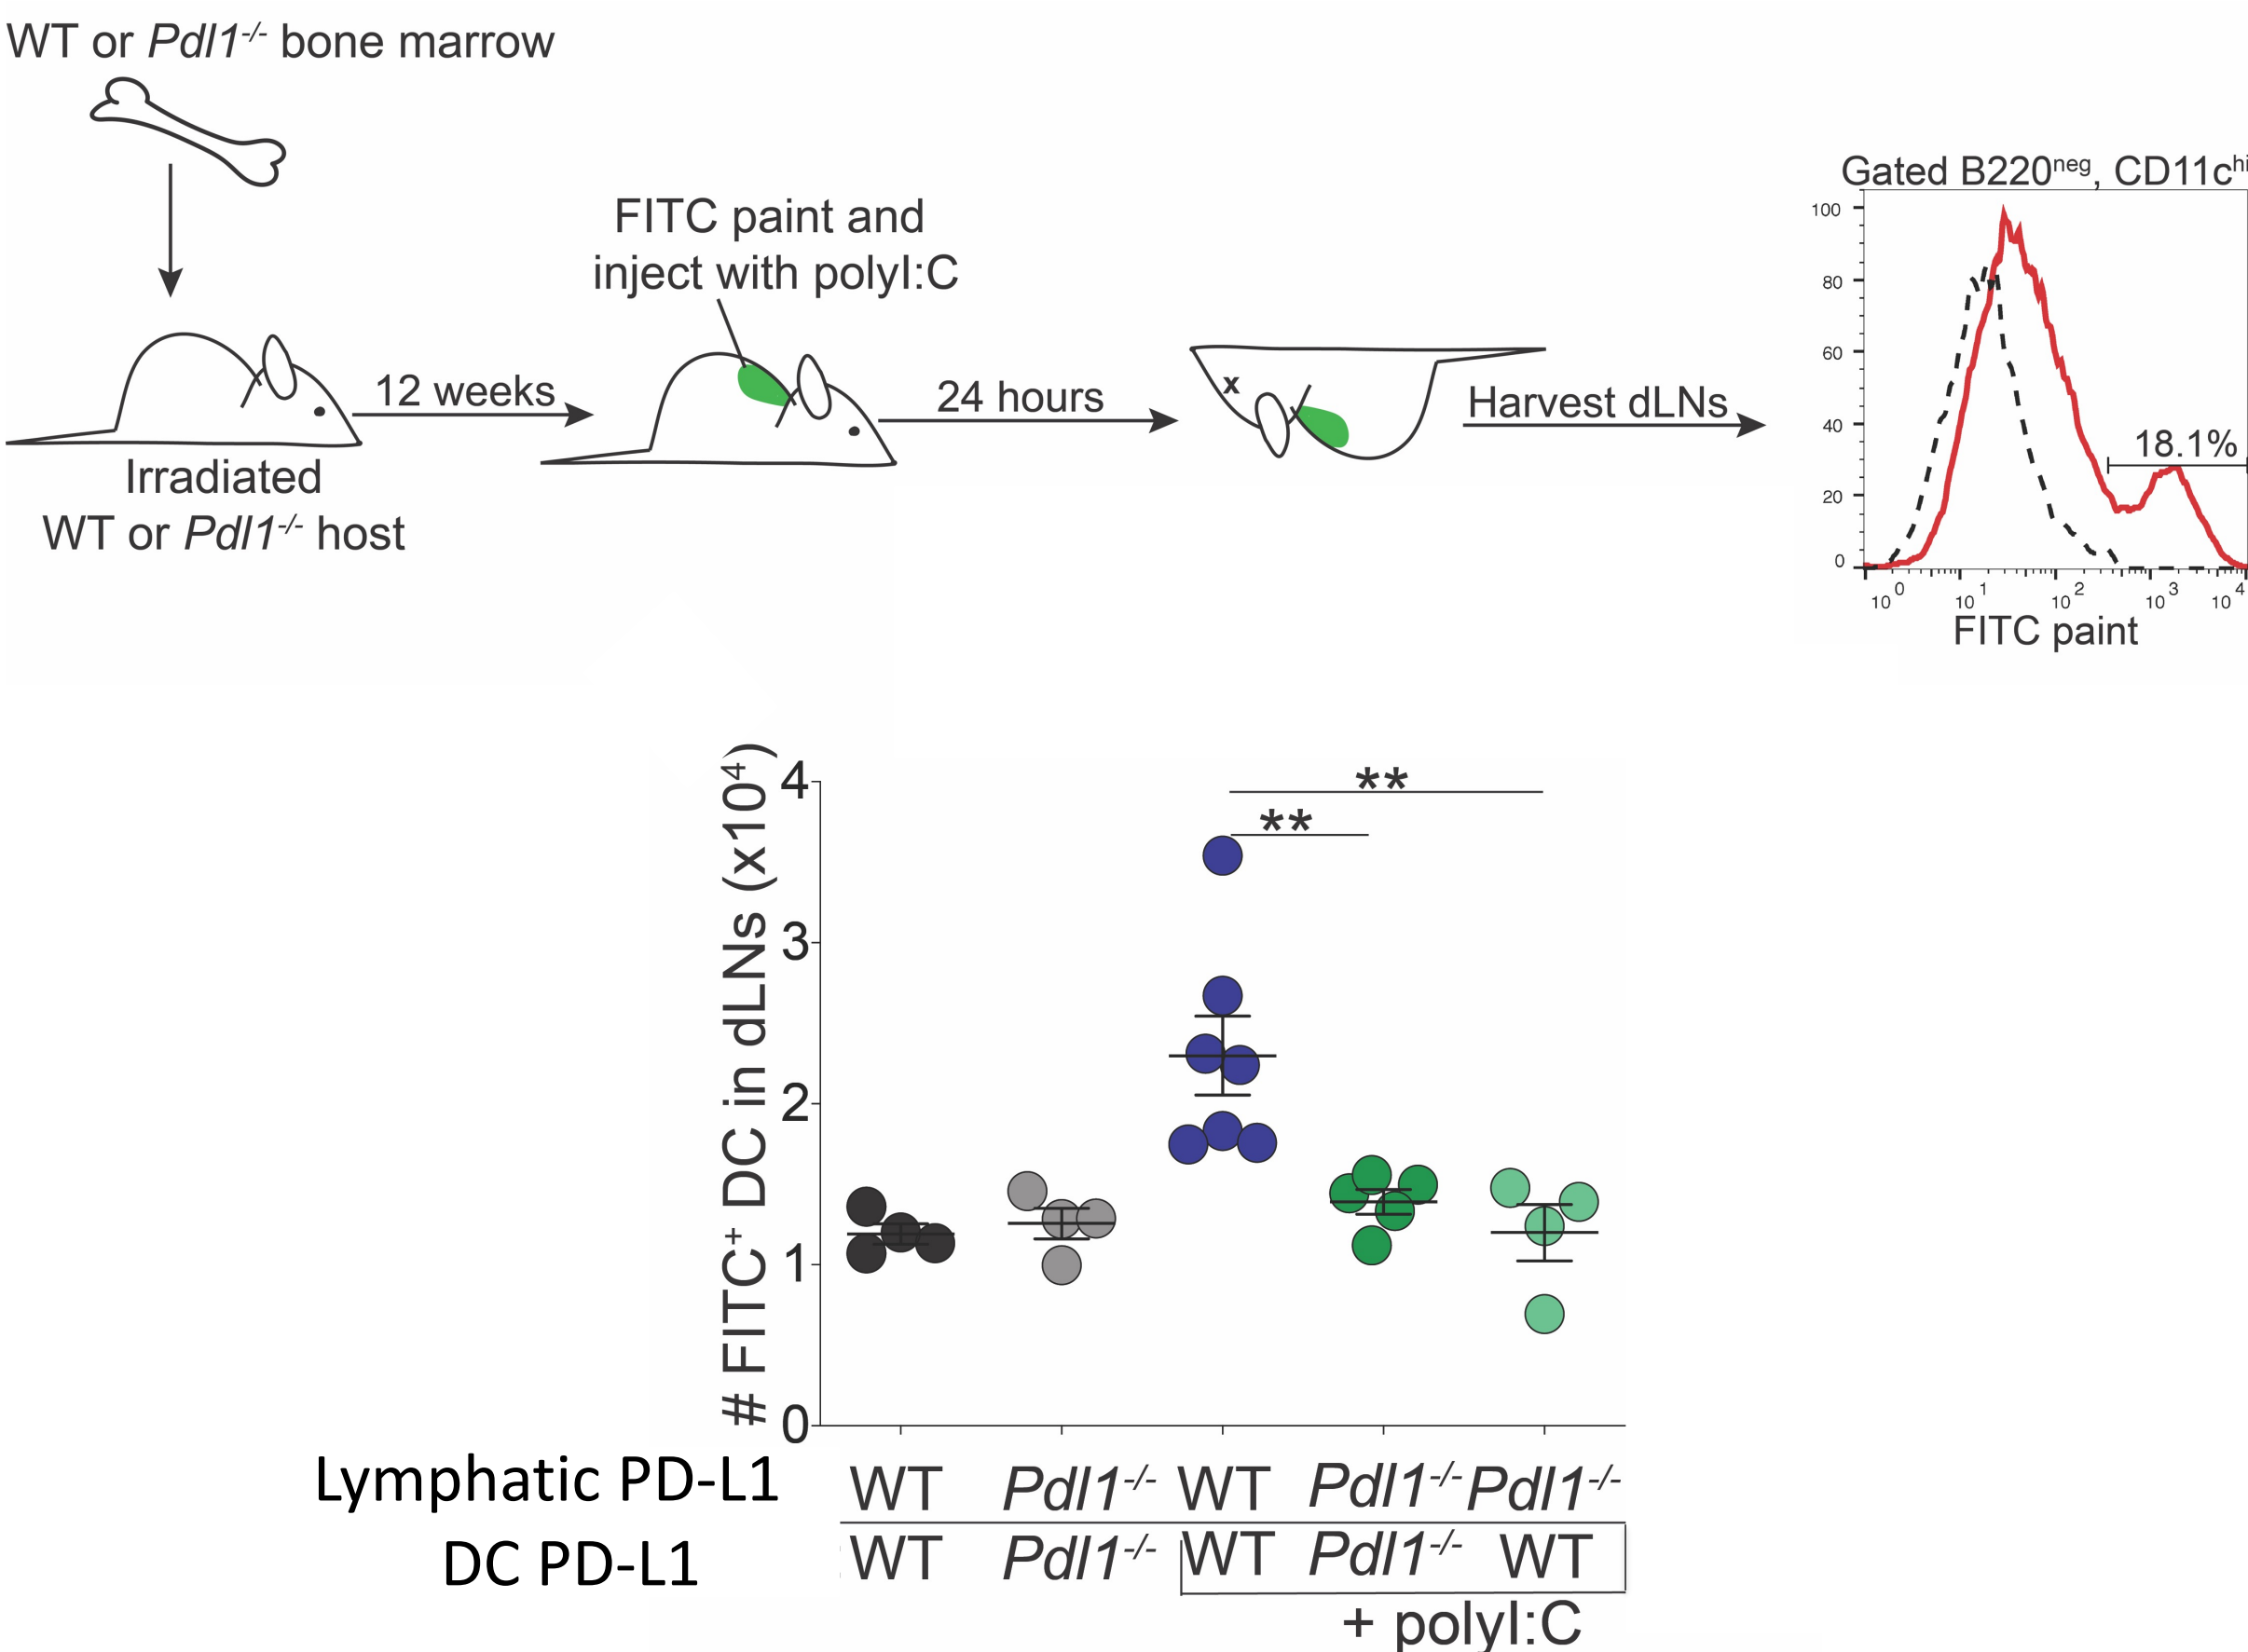 WT or Pdl1-/- bone marrow
FITC paint and
inject with polyI:C
12 weeks
24 hours
Harvest dLNs
Irradiated
WT or Pdl1-/- host
x
Gated B220neg, CD11chi
100
80
60
40
20
0
18.1%
10 0 10 1 10 2 10 3 10 4
FITC paint
# FITC+ DC in dLNs (x104)
4
3
2
1
0
**
**
Lymphatic PD-L1 WT Pdl1-/- WT Pdl1-/- Pdl1-/-
DC PD-L1 WT Pdl1-/- WT Pdl1-/- WT
+ polyI:C